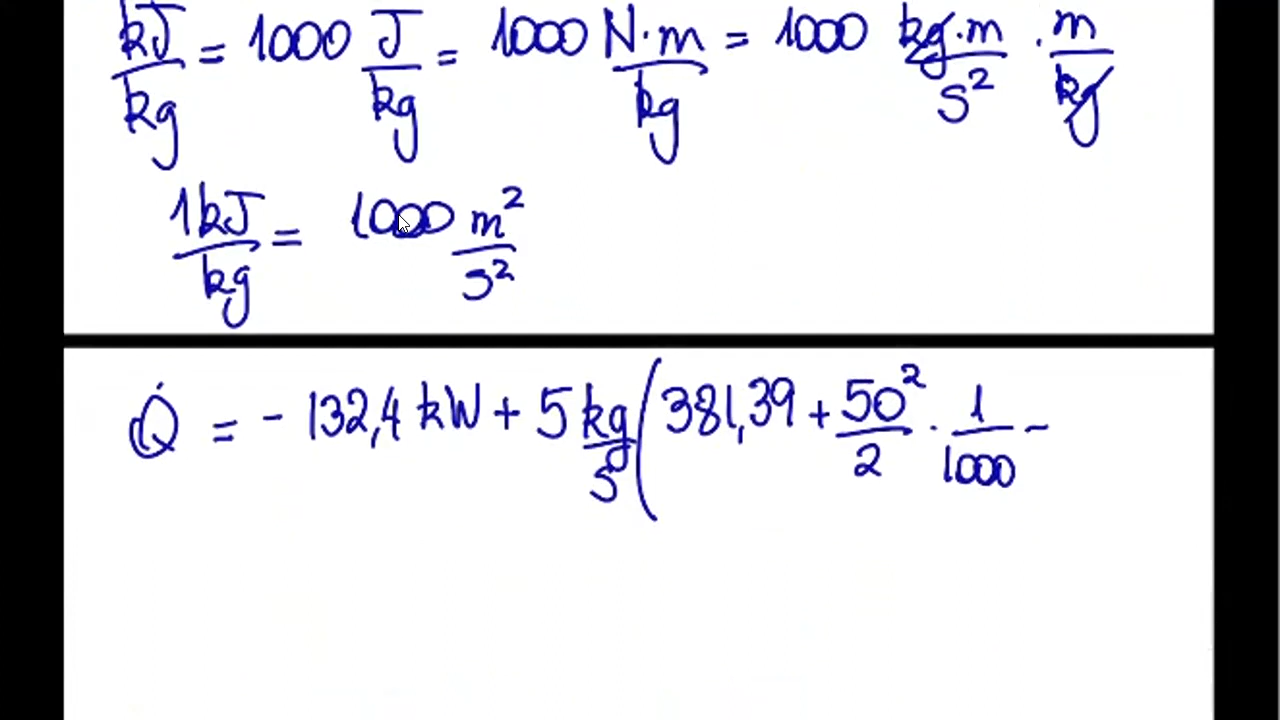 kJ/kg = 1000 J/kg = 1000 N·m/kg = 1000 kg·m/s² · m/kg
1kJ/kg = 1000 m²/s²
Q̇ = - 132,4 kW + 5 kg/s (381,39 + 50²/2 · 1/1000 -